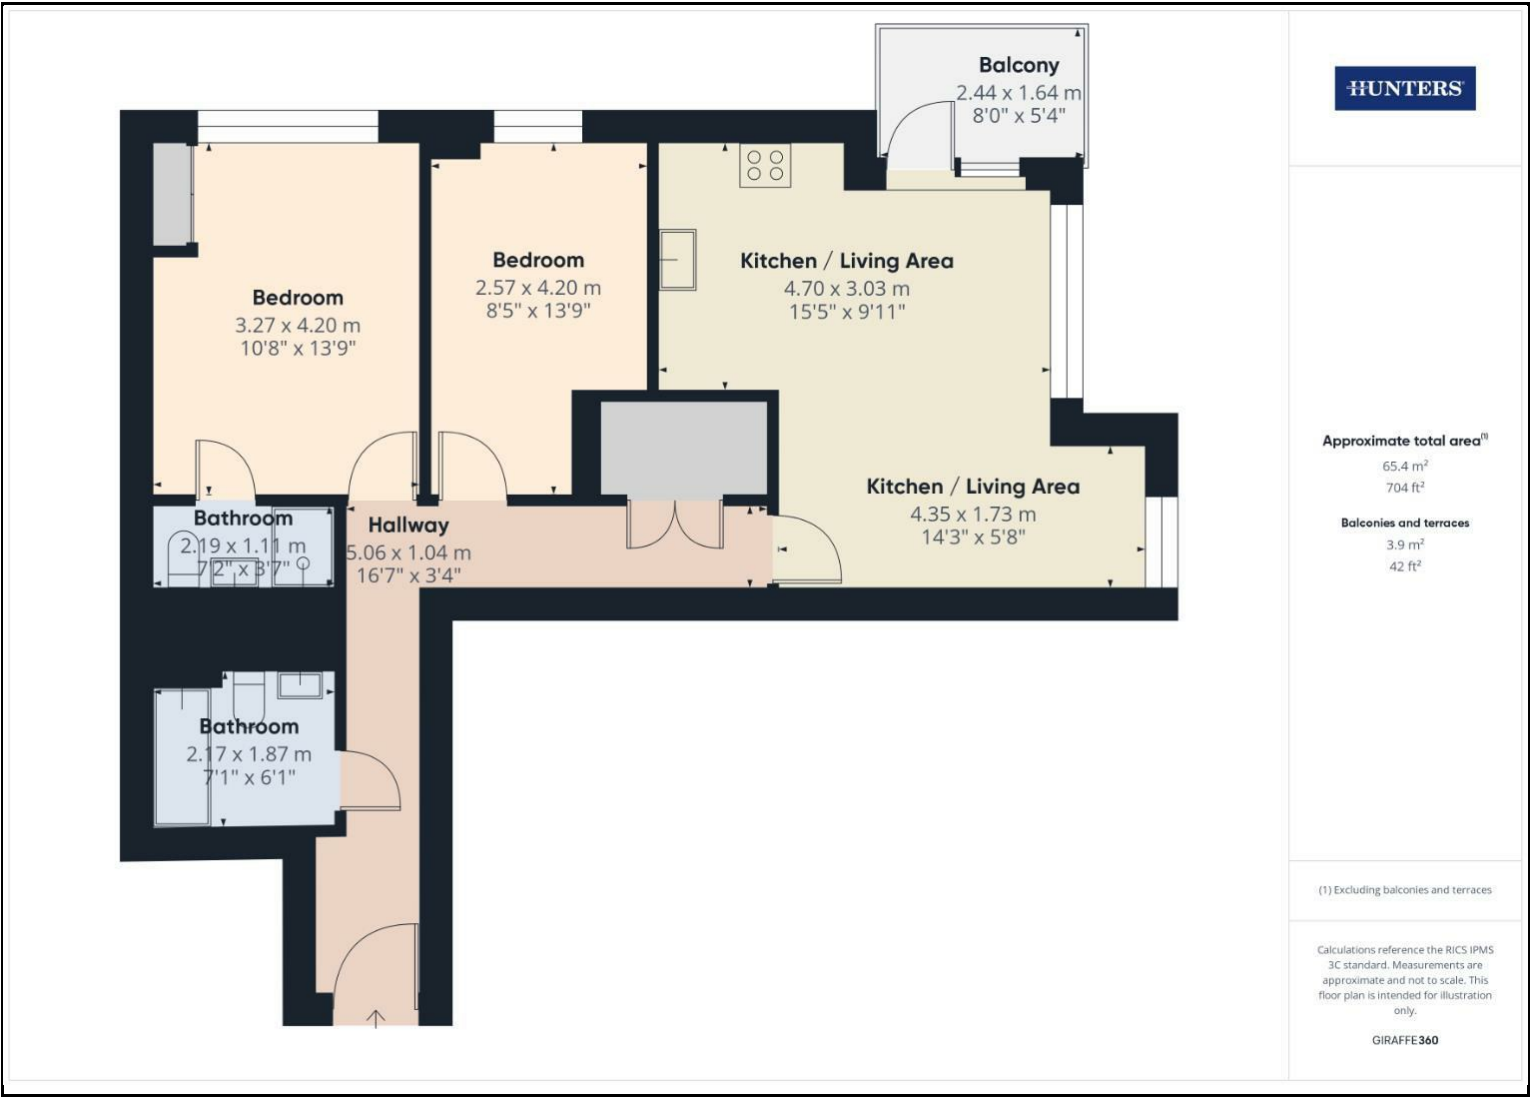 Balcony
2.44 x 1.64 m
8'0" x 5'4"
Bedroom
3.27 x 4.20 m
10'8" x 13'9"
Bedroom
2.57 x 4.20 m
8'5" x 13'9"
Kitchen / Living Area
4.70 x 3.03 m
15'5" x 9'11"
Kitchen / Living Area
4.35 x 1.73 m
14'3" x 5'8"
Bathroom
2.19 x 1.11 m
7'2" x 3'7"
Hallway
5.06 x 1.04 m
16'7" x 3'4"
Bathroom
2.17 x 1.87 m
7'1" x 6'1"
HUNTERS
Approximate total area(1)
65.4 m²
704 ft²
Balconies and terraces
3.9 m²
42 ft²
(1) Excluding balconies and terraces
Calculations reference the RICS IPMS
3C standard. Measurements are
approximate and not to scale. This
floor plan is intended for illustration
only.
GIRAFFE360